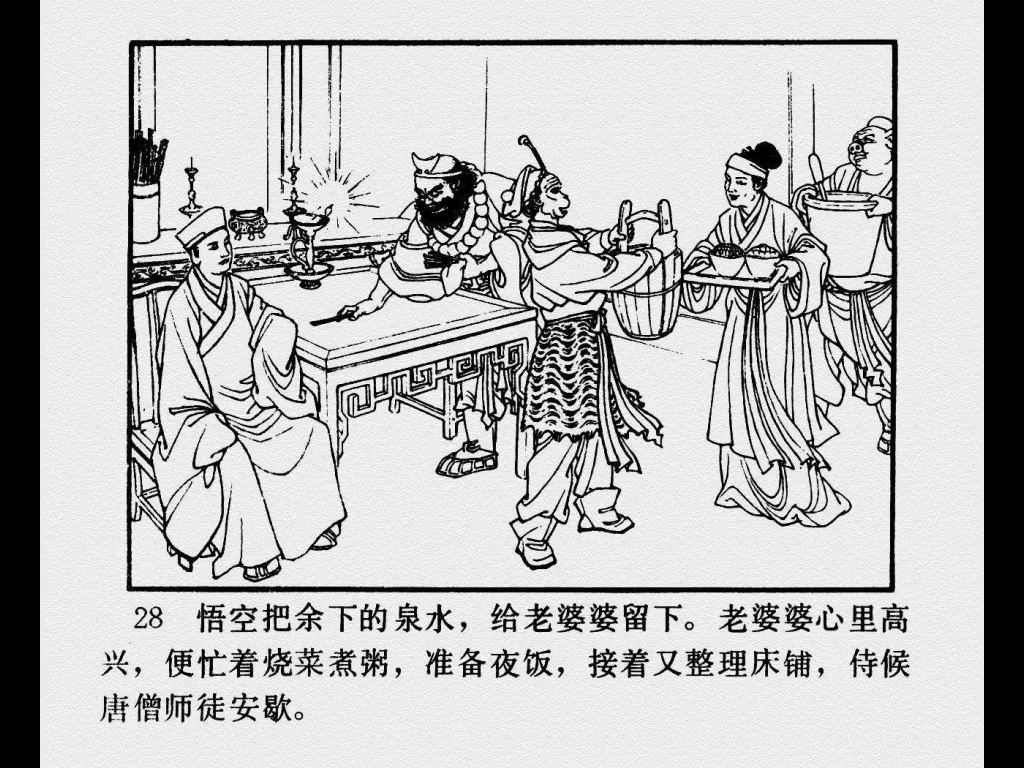 28 悟空把余下的泉水，给老婆婆留下。老婆婆心里高
兴，便忙着烧菜煮粥，准备夜饭，接着又整理床铺，侍候
唐僧师徒安歇。